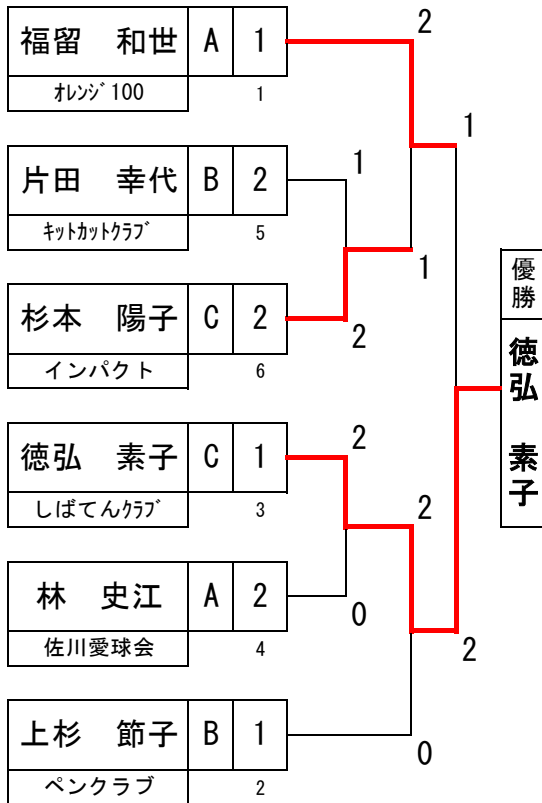 福留　和世 A 1
ｵﾚﾝｼﾞ100 1
片田　幸代 B 2
ｷｯﾄｶｯﾄｸﾗﾌﾞ 5
杉本　陽子 C 2
インパクト 6
徳弘　素子 C 1
しばてんｸﾗﾌﾞ 3
林　史江 A 2
佐川愛球会 4
上杉　節子 B 1
ペンクラブ 2
2
1
2
2
0
1
2
0
1
2
優勝
徳弘　素子